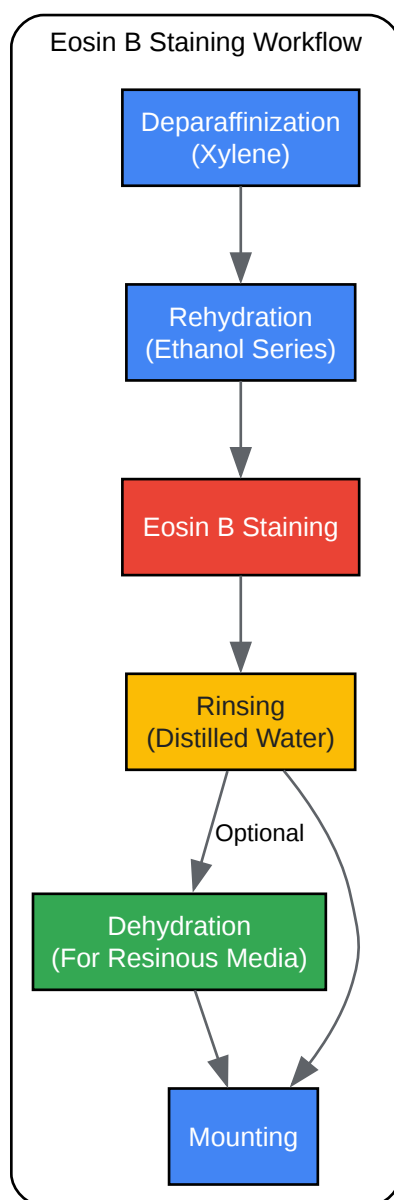 Eosin B Staining Workflow
Deparaffinization
(Xylene)
Rehydration
(Ethanol Series)
Eosin B Staining
Rinsing
(Distilled Water)
Optional
Dehydration
(For Resinous Media)
Mounting